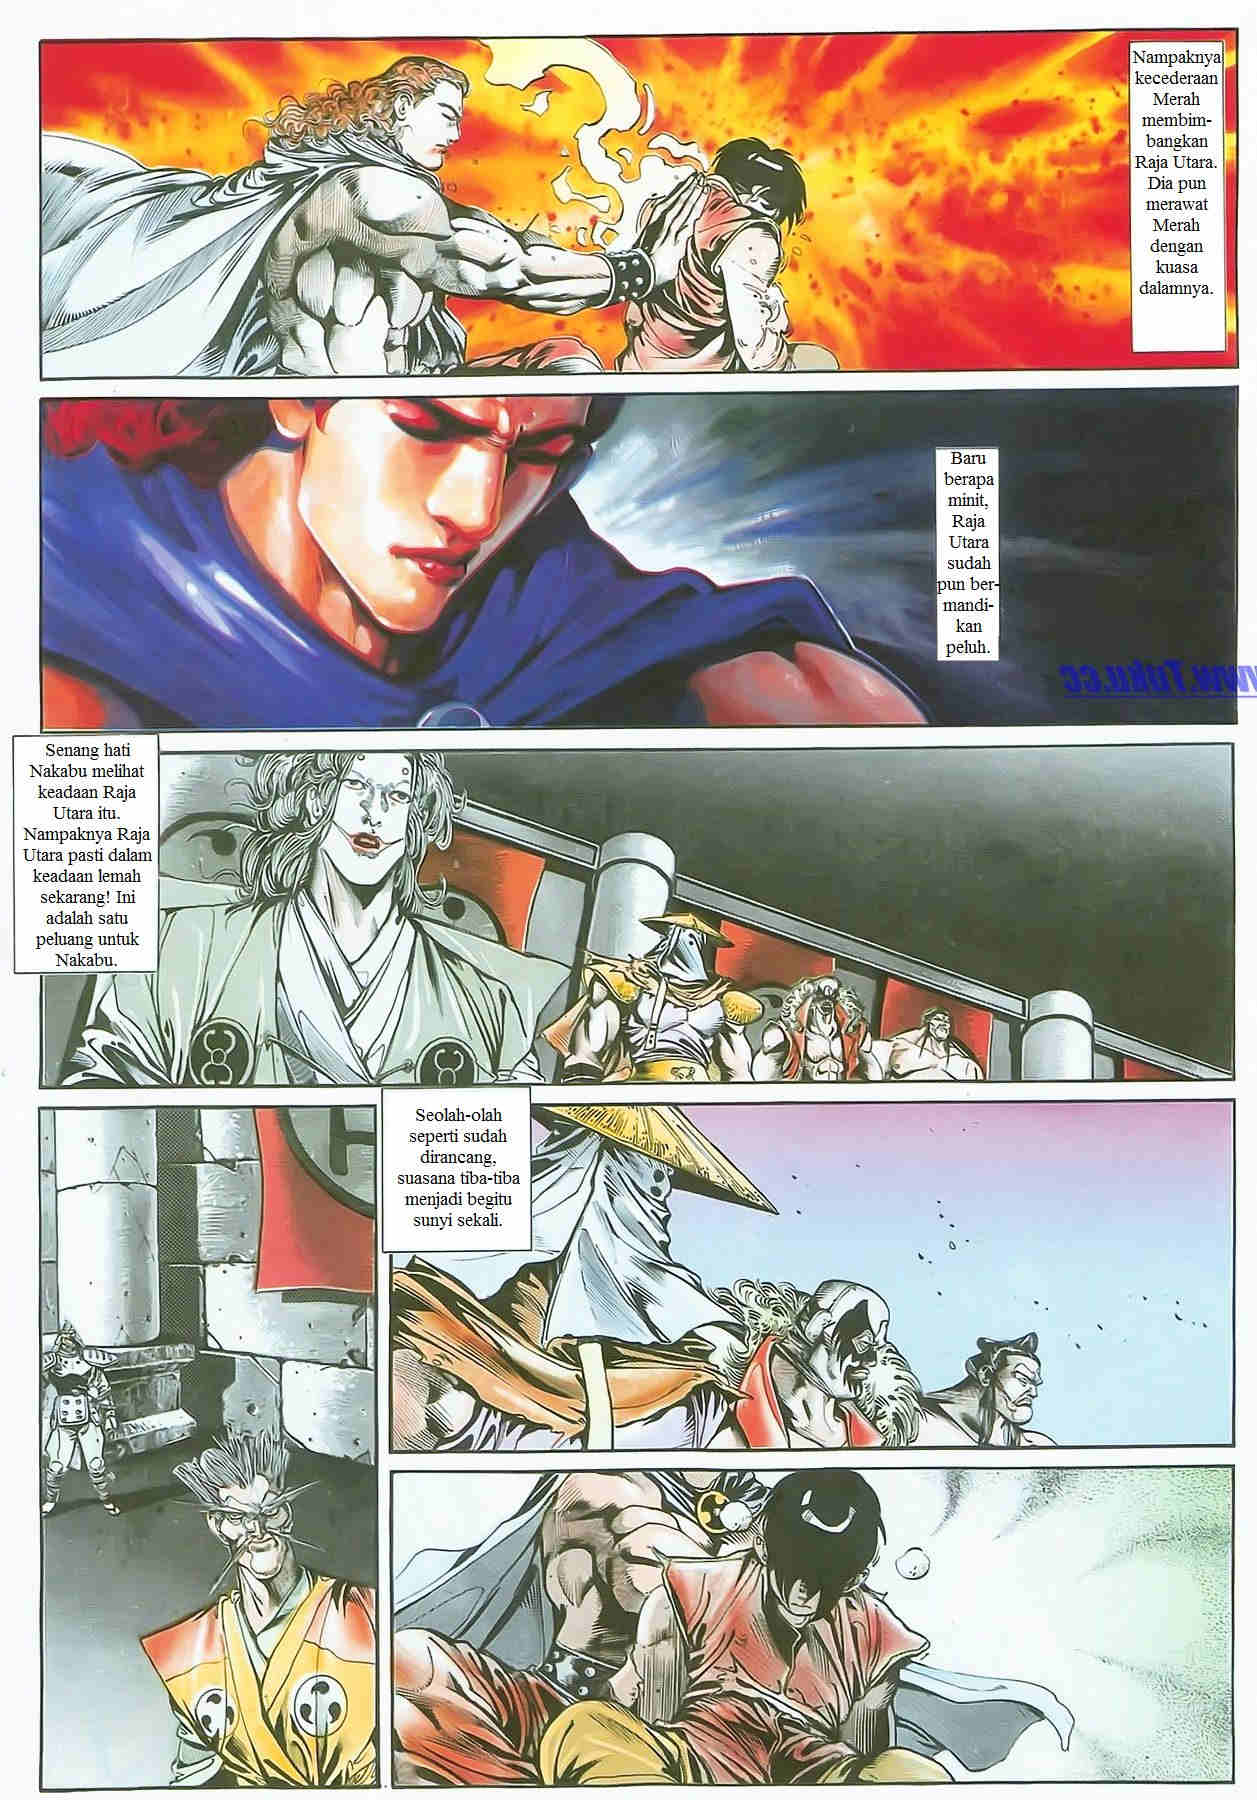 Nampaknya
kecederaan
Merah
membim-
bangkan
Raja Utara.
Dia pun
merawat
Merah
dengan
kuasa
dalamnya.
Baru
berapa
minit,
Raja
Utara
sudah
pun ber-
mandi-
kan
peluh.
www.Tuku.cc
Senang hati
Nakabu melihat
keadaan Raja
Utara itu.
Nampaknya Raja
Utara pasti dalam
keadaan lemah
sekarang! Ini
adalah satu
peluang untuk
Nakabu.
Seolah-olah
seperti sudah
dirancang,
suasana tiba-tiba
menjadi begitu
sunyi sekali.